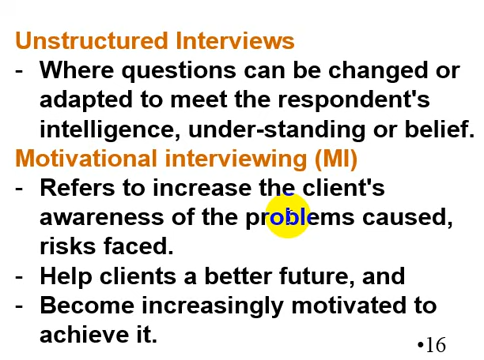 Unstructured Interviews
- Where questions can be changed or
adapted to meet the respondent's
intelligence, under-standing or belief.
Motivational interviewing (MI)
- Refers to increase the client's
awareness of the problems caused,
risks faced.
- Help clients a better future, and
- Become increasingly motivated to
achieve it.
•16